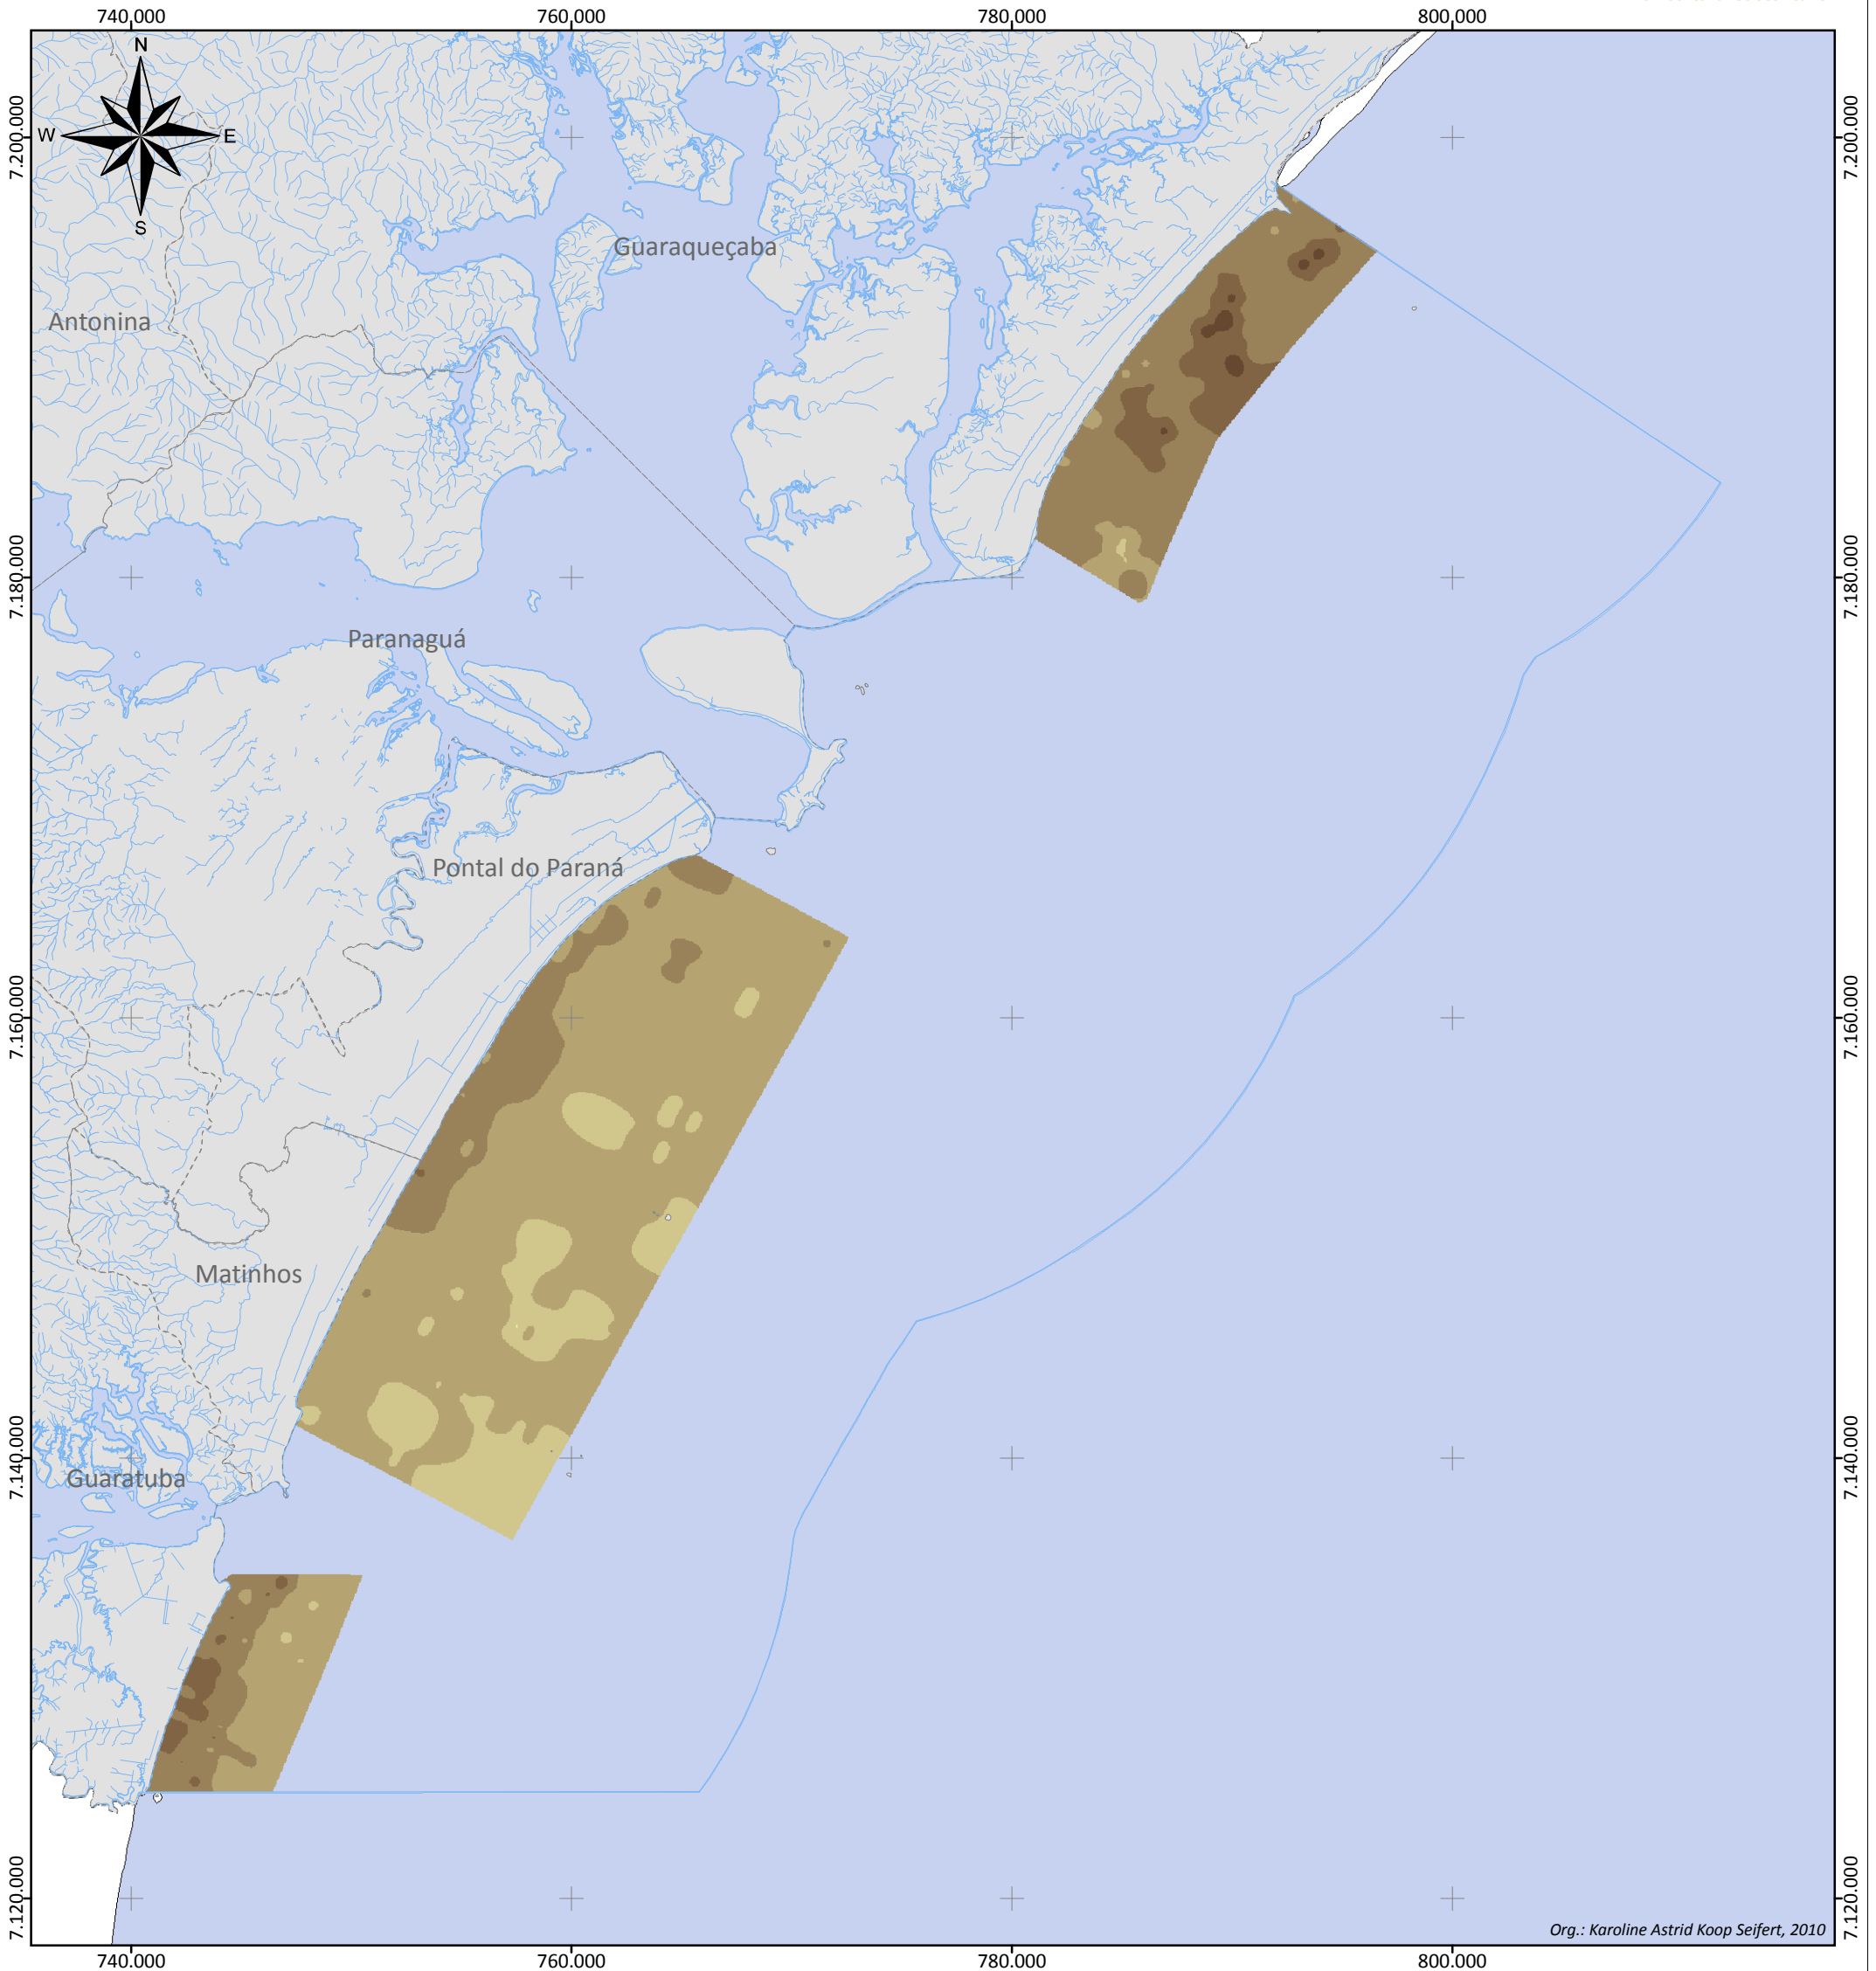 740.000 760.000 780.000 800.000
N
W E
S
7.200.000 7.200.000
Guaraqueçaba
Antonina
7.180.000 7.180.000
Paranaguá
Pontal do Paraná
7.160.000 7.160.000
Matinhos
7.140.000 7.140.000
Guaratuba
7.120.000 7.120.000
Org.: Karoline Astrid Koop Seifert, 2010
740.000 760.000 780.000 800.000